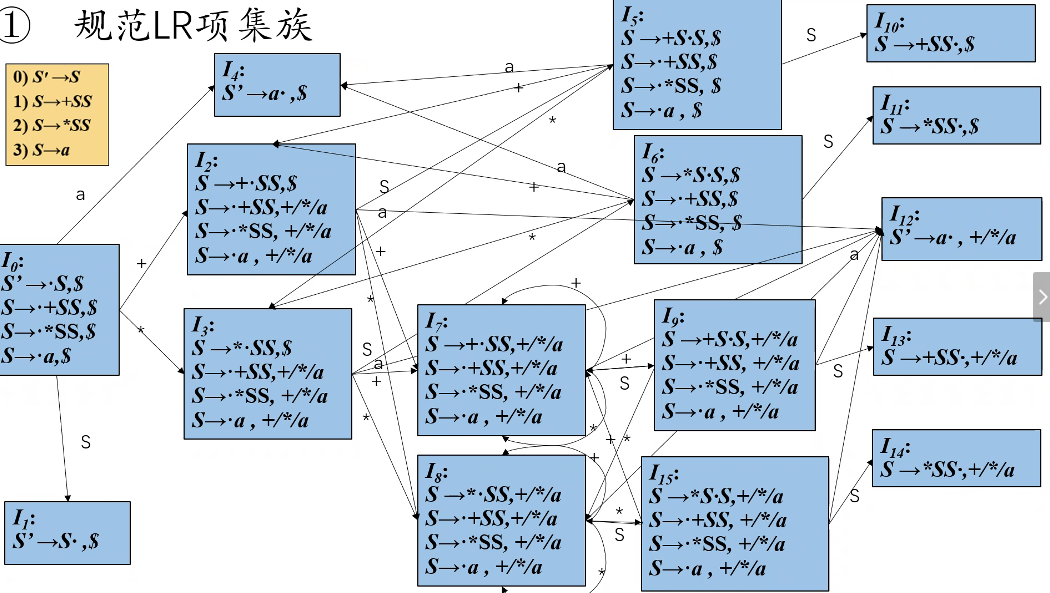 ① 规范LR项集族
0) S' →S
1) S→+SS
2) S→*SS
3) S→a
I0:
S’ →·S,$
S→·+SS,$
S→·*SS,$
S→·a,$
I1:
S’ →S· ,$
I2:
S →+·SS,$
S→·+SS,+/*/a
S→·*SS, +/*/a
S→·a , +/*/a
I3:
S →*·SS,$
S→·+SS,+/*/a
S→·*SS, +/*/a
S→·a , +/*/a
I4:
S’ →a· ,$
I5:
S →+S·S,$
S→·+SS,$
S→·*SS, $
S→·a , $
I6:
S →*S·S,$
S→·+SS,$
S→·*SS, $
S→·a , $
I7:
S →+·SS,+/*/a
S→·+SS,+/*/a
S→·*SS, +/*/a
S→·a , +/*/a
I8:
S →*·SS,+/*/a
S→·+SS,+/*/a
S→·*SS, +/*/a
S→·a , +/*/a
I9:
S →+S·S,+/*/a
S→·+SS, +/*/a
S→·*SS, +/*/a
S→·a , +/*/a
I10:
S →+SS·,$
I11:
S →*SS·,$
I12:
S’ →a· , +/*/a
I13:
S →+SS·,+/*/a
I14:
S →*SS·,+/*/a
I15:
S →*S·S,+/*/a
S→·+SS, +/*/a
S→·*SS, +/*/a
S→·a , +/*/a
a
+
*
S
S
a
+
*
S
a
+
*
a
+
*
a
+
*
S
S
+
*
+
S
+
*
+
*
S
*
a
S
S